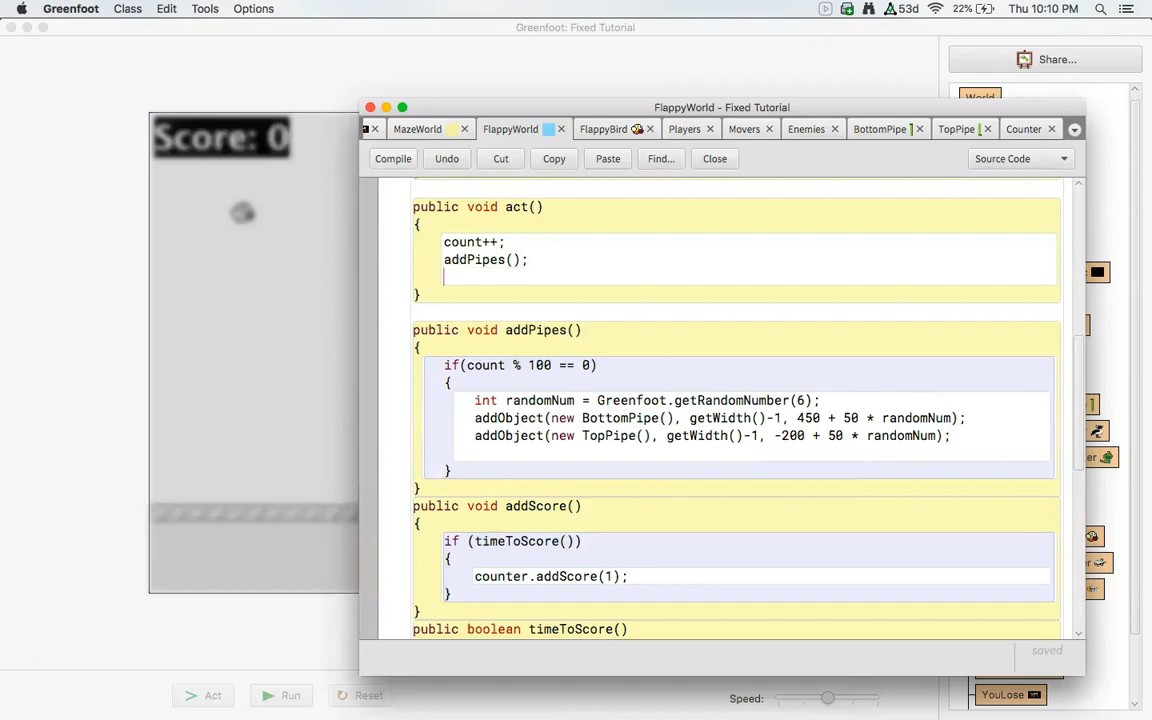 Greenfoot Class Edit Tools Options 53d 22% Thu 10:10 PM
Greenfoot: Fixed Tutorial
Share...
World
Score: 0
FlappyWorld - Fixed Tutorial
MazeWorld FlappyWorld FlappyBird Players Movers Enemies BottomPipe TopPipe Counter
Compile Undo Cut Copy Paste Find... Close Source Code
public void act()
{
count++;
addPipes();
}
public void addPipes()
{
if(count % 100 == 0)
{
int randomNum = Greenfoot.getRandomNumber(6);
addObject(new BottomPipe(), getWidth()-1, 450 + 50 * randomNum);
addObject(new TopPipe(), getWidth()-1, -200 + 50 * randomNum);
}
}
public void addScore()
{
if (timeToScore())
{
counter.addScore(1);
}
}
public boolean timeToScore()
saved
er
er
YouLose
Act Run Reset Speed: